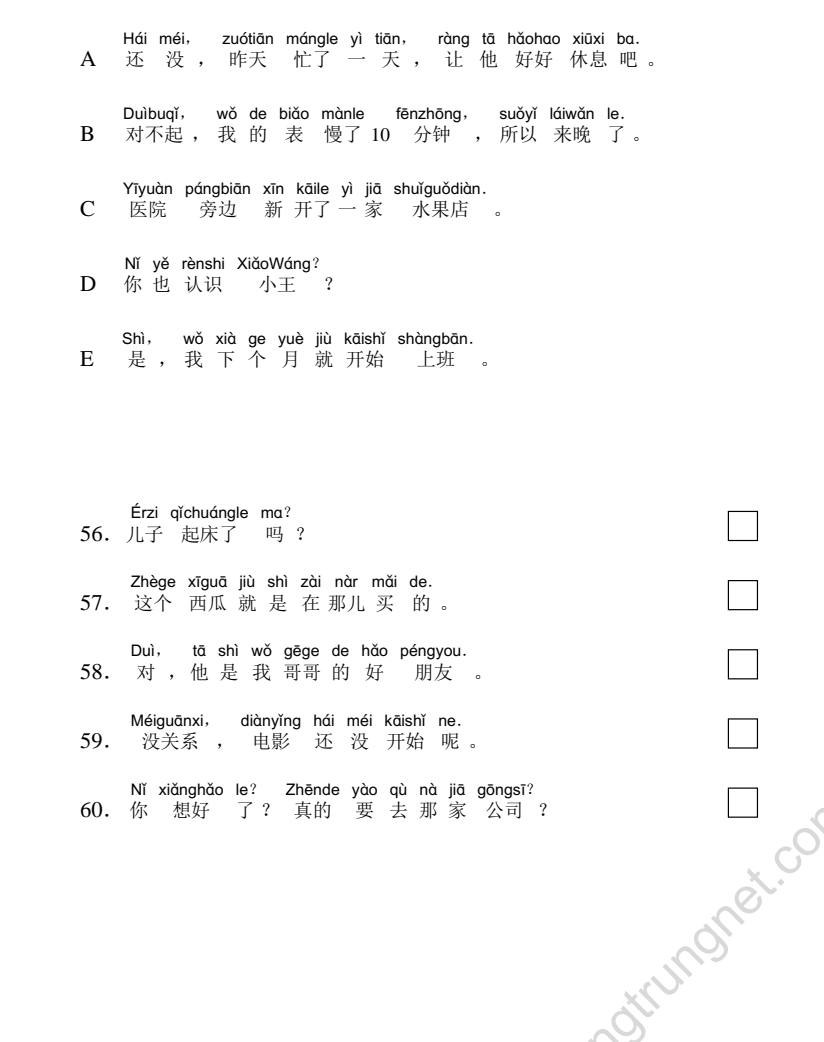 Hái méi, zuótiān mángle yì tiān, ràng tā hǎohao xiūxi ba.
A 还没，昨天忙了一天，让他好好休息吧。
Duìbuqǐ, wǒ de biǎo mànle fēnzhōng, suǒyǐ láiwǎn le.
B 对不起，我的表慢了10分钟，所以来晚了。
Yīyuàn pángbiān xīn kāile yì jiā shuǐguǒdiàn.
C 医院旁边新开了一家水果店。
Nǐ yě rènshi XiǎoWáng?
D 你也认识小王？
Shì, wǒ xià ge yuè jiù kāishǐ shàngbān.
E 是，我下个月就开始上班。
Érzi qǐchuángle ma?
56. 儿子起床了吗？
Zhège xīguā jiù shì zài nàr mǎi de.
57. 这个西瓜就是在那儿买的。
Duì, tā shì wǒ gēge de hǎo péngyou.
58. 对，他是我哥哥的好朋友。
Méiguānxi, diànyǐng hái méi kāishǐ ne.
59. 没关系，电影还没开始呢。
Nǐ xiǎnghǎo le? Zhēnde yào qù nà jiā gōngsī?
60. 你想好了？真的要去那家公司？